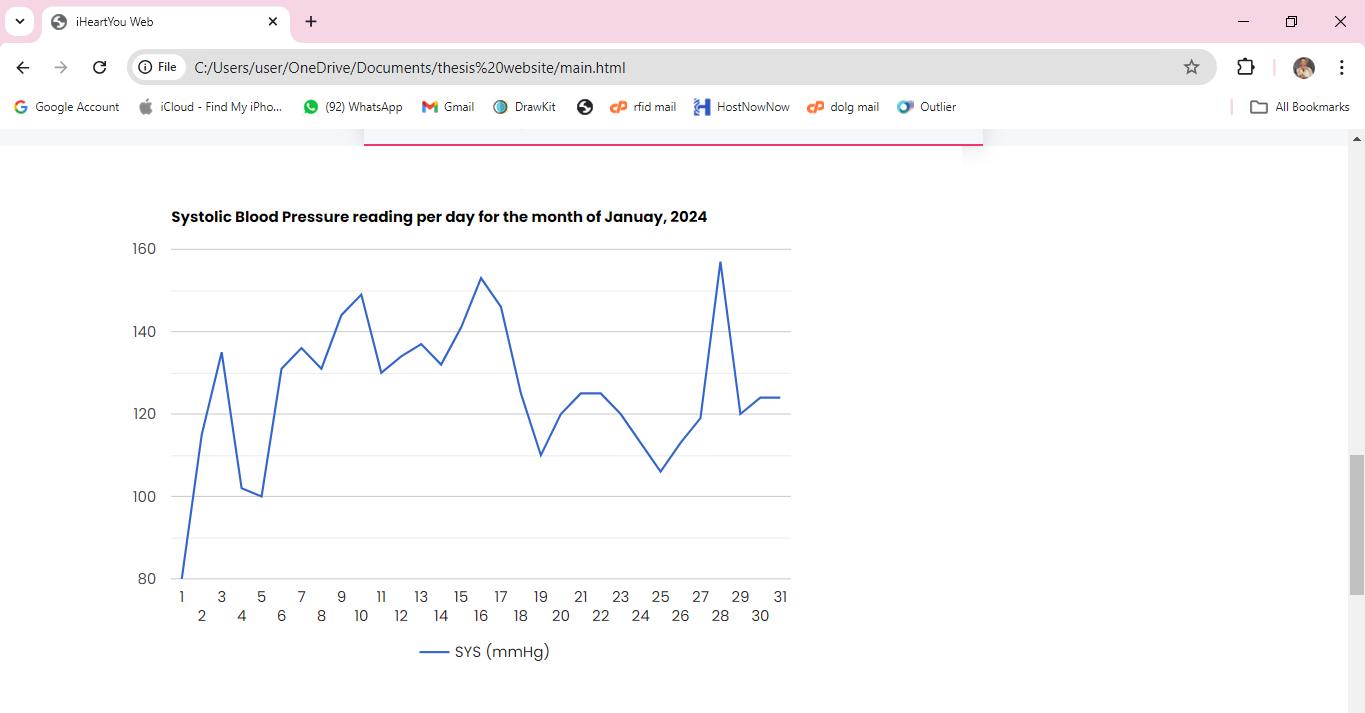 iHeartYou Web
File
C:/Users/user/OneDrive/Documents/thesis%20website/main.html
Google Account iCloud - Find My iPho... (92) WhatsApp Gmail DrawKit rfid mail HostNowNow dolg mail Outlier All Bookmarks
Systolic Blood Pressure reading per day for the month of Januay, 2024
160
140
120
100
80
1 3 5 7 9 11 13 15 17 19 21 23 25 27 29 31
2 4 6 8 10 12 14 16 18 20 22 24 26 28 30
SYS (mmHg)